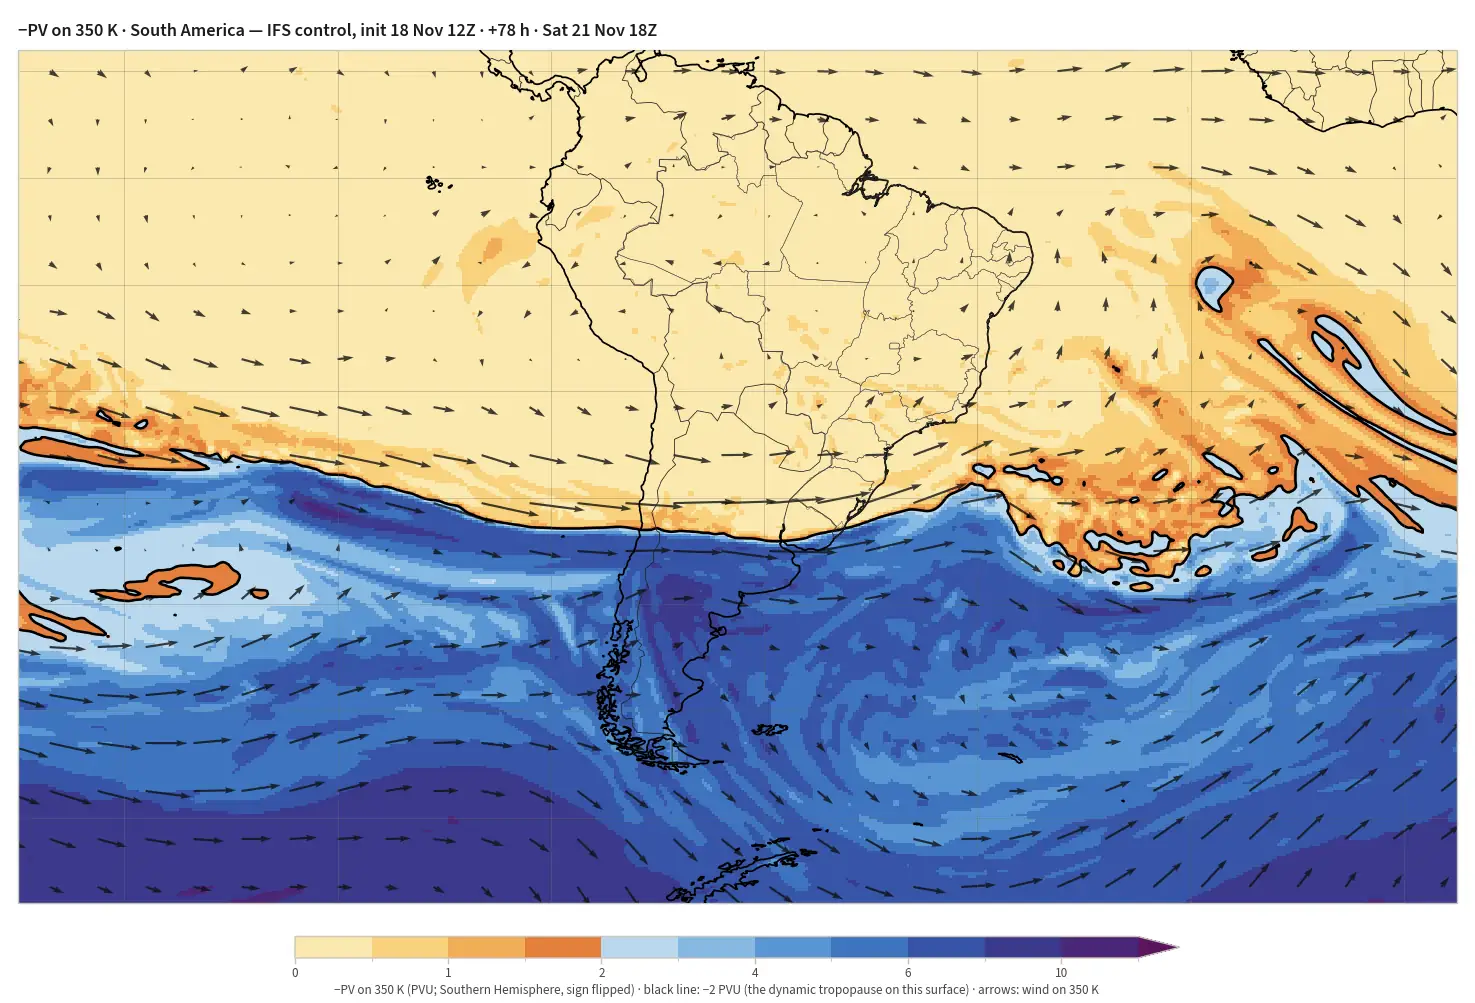 −PV on 350 K · South America — IFS control, init 18 Nov 12Z · +78 h · Sat 21 Nov 18Z
0 1 2 4 6 10
−PV on 350 K (PVU; Southern Hemisphere, sign flipped) · black line: −2 PVU (the dynamic tropopause on this surface) · arrows: wind on 350 K